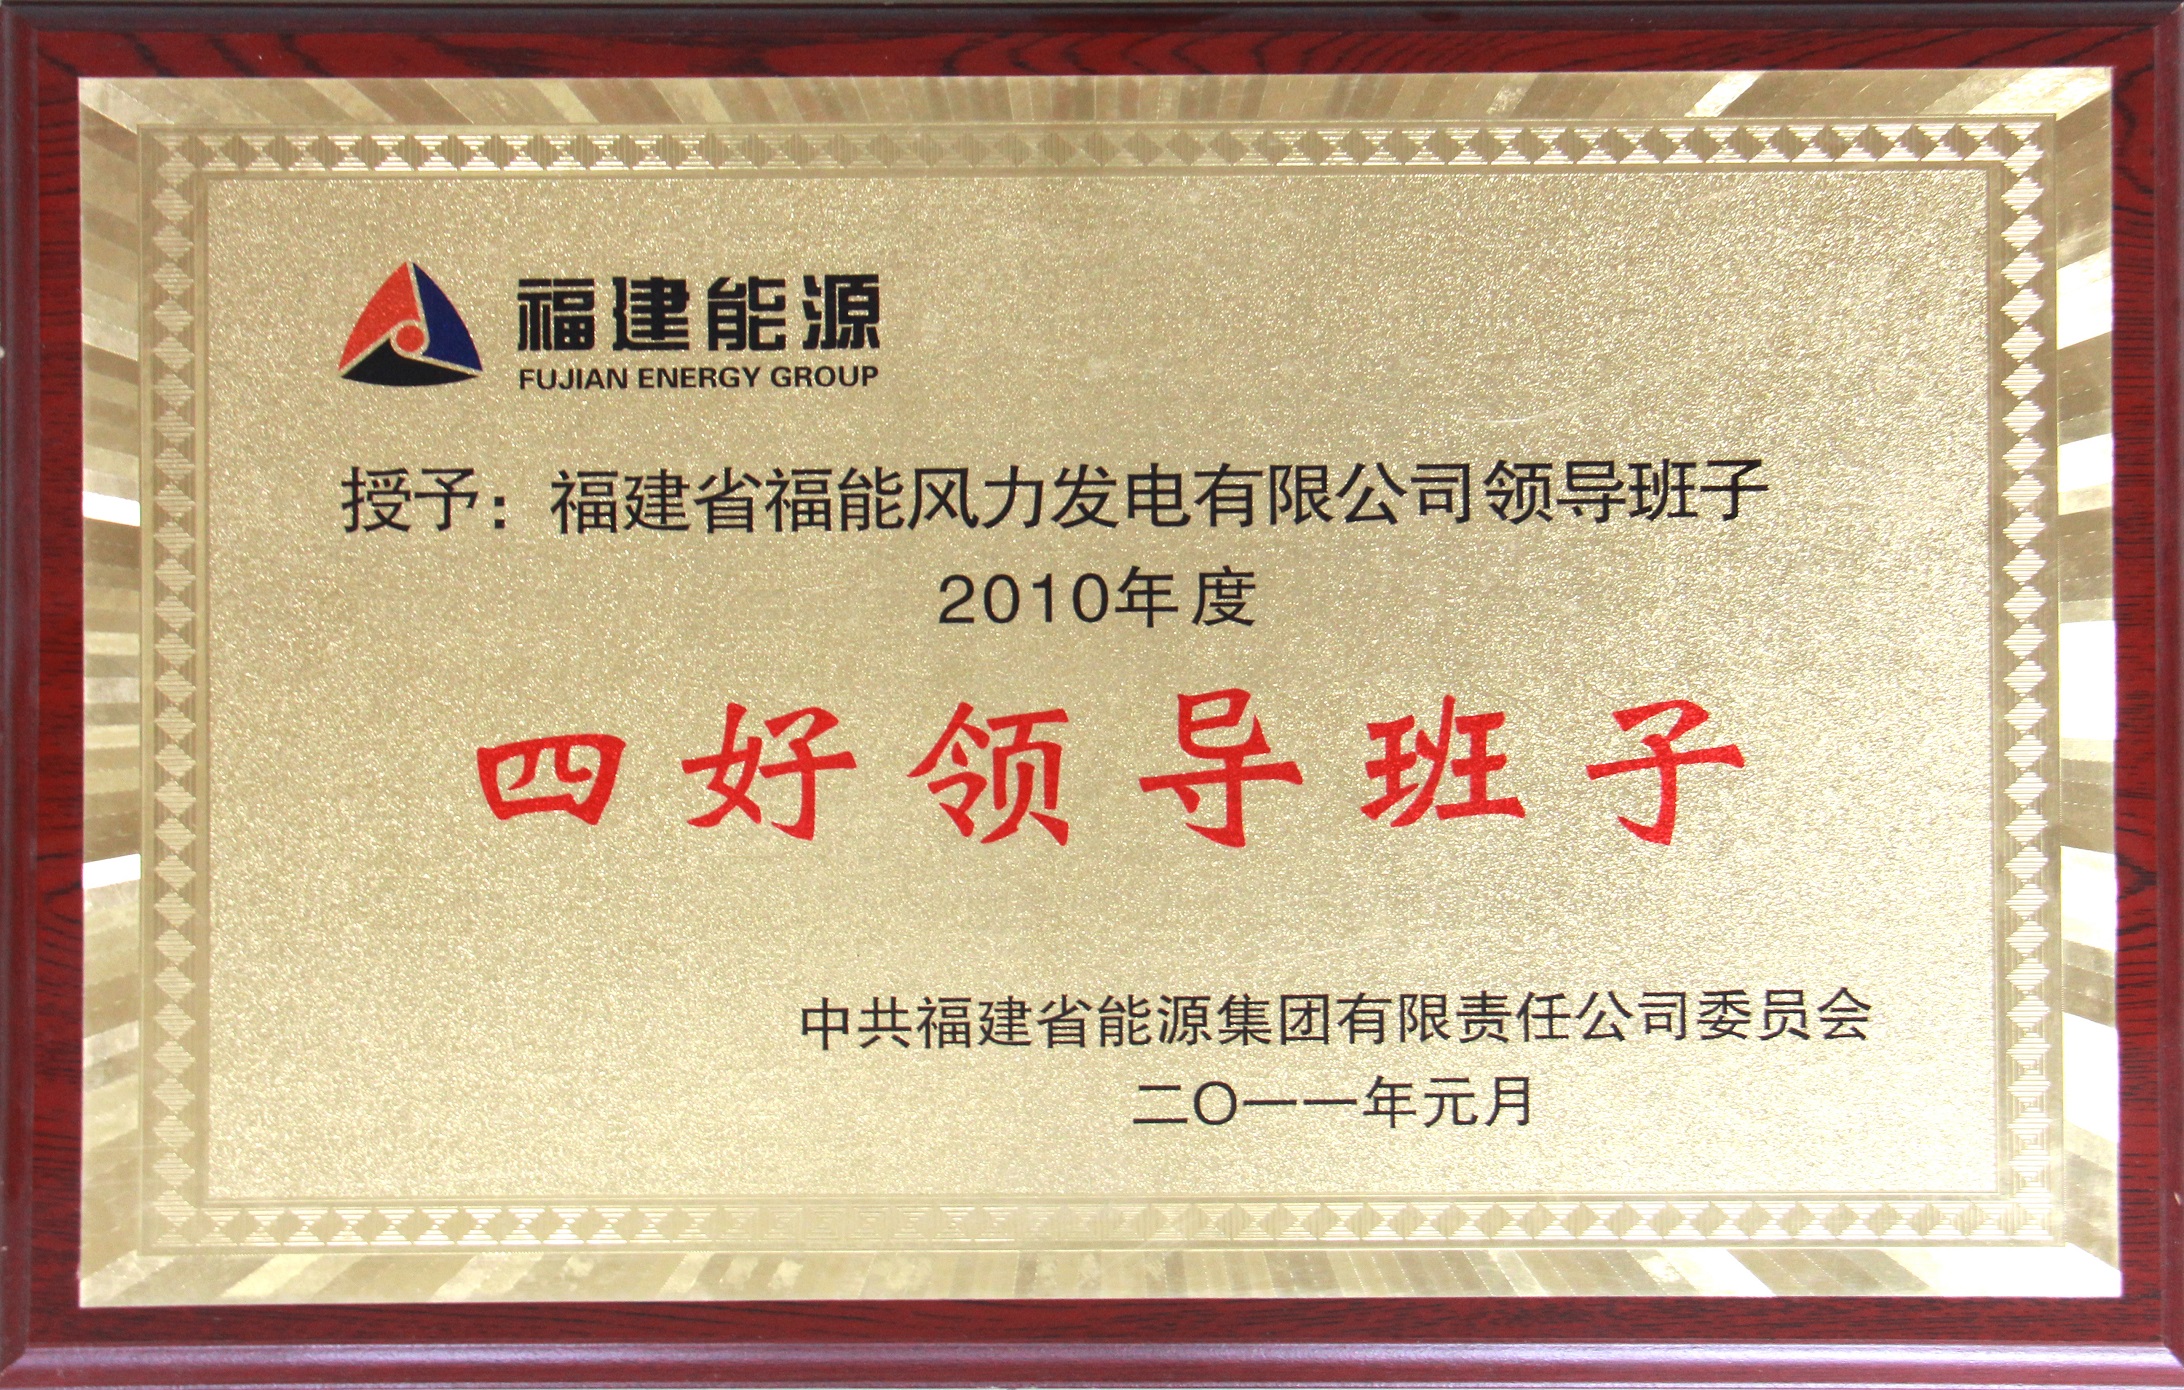 福建能源
FUJIAN ENERGY GROUP
授予：福建省福能风力发电有限公司领导班子
2010年度
四好领导班子
中共福建省能源集团有限责任公司委员会
二〇一一年元月